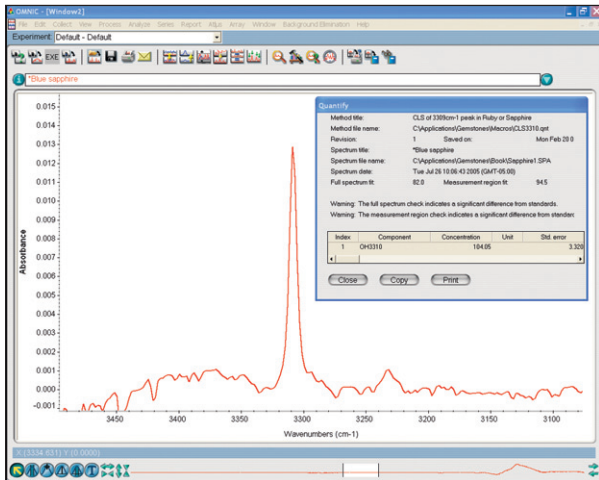 OMNIC - [Window2]
File Edit Collect View Process Analyze Series Report Atlµs Array Window Background Elimination Help
Experiment: Default - Default
EXE
*Blue sapphire
Quantify
Method title: CLS of 3309cm-1 peak in Ruby or Sapphire
Method file name: C:\Applications\Gemstones\Macros\CLS3310.qnt
Revision: 1 Saved on: Mon Feb 20 0
Spectrum title: *Blue sapphire
Spectrum file name: C:\Applications\Gemstones\Book\Sapphire1.SPA
Spectrum date: Tue Jul 26 10:06:43 2005 (GMT-05:00)
Full spectrum fit: 82.0 Measurement region fit: 94.5
Warning: The full spectrum check indicates a significant difference from standards.
Warning: The measurement region check indicates a significant difference from standar
Index Component Concentration Unit Std. error
1 OH3310 104.05 3.320
Close Copy Print
0.015
0.014
0.013
0.012
0.011
0.010
0.009
0.008
0.007
0.006
0.005
0.004
0.003
0.002
0.001
0.000
-0.001
Absorbance
3450 3400 3350 3300 3250 3200 3150 3100
Wavenumbers (cm-1)
X:(3334.631) Y:(0.0000)